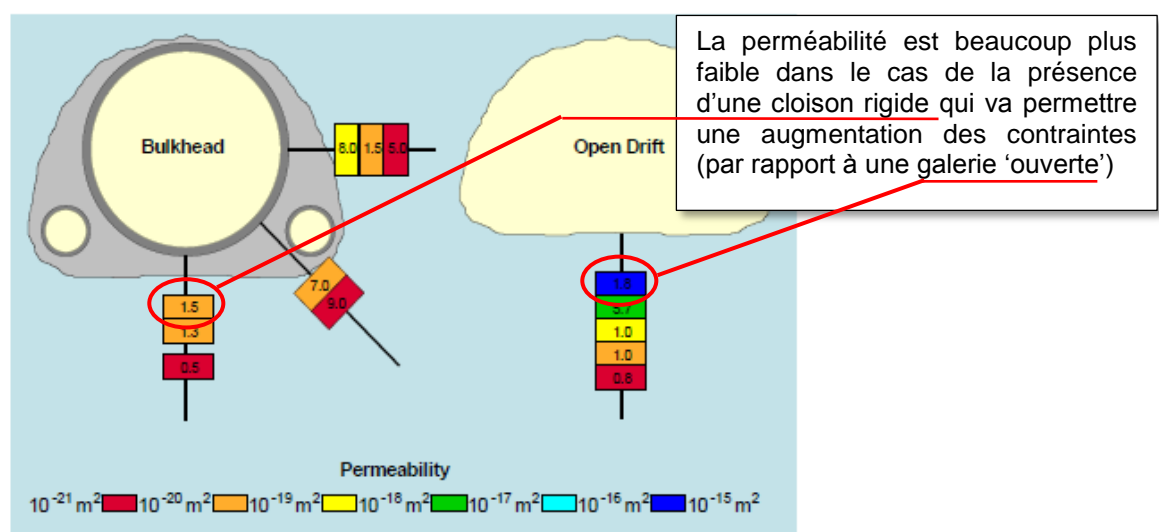 La perméabilité est beaucoup plus
faible dans le cas de la présence
d'une cloison rigide qui va permettre
une augmentation des contraintes
(par rapport à une galerie 'ouverte')
Bulkhead
8.0 1.5 5.0
7.0
9.0
1.5
1.3
0.5
Open Drift
1.8
5.7
1.0
1.0
0.8
Permeability
10⁻²¹ m² 10⁻²⁰ m² 10⁻¹⁹ m² 10⁻¹⁸ m² 10⁻¹⁷ m² 10⁻¹⁶ m² 10⁻¹⁵ m²